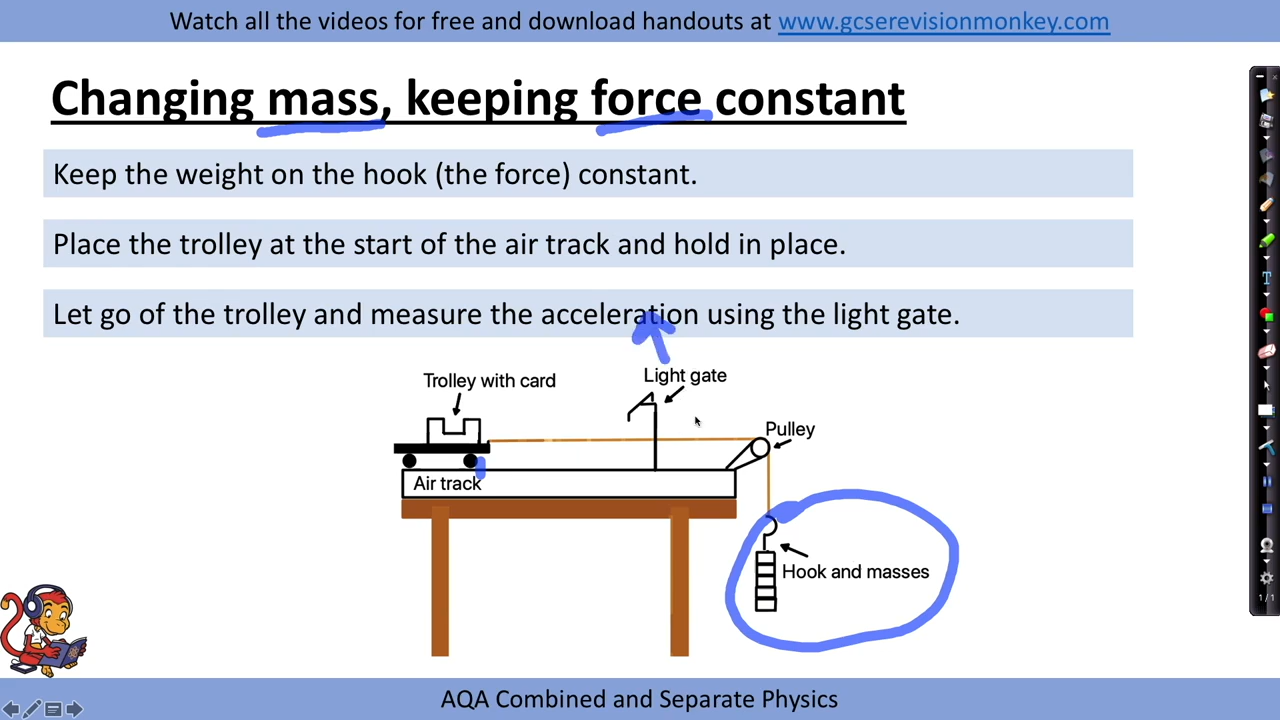 Watch all the videos for free and download handouts at www.gcserevisionmonkey.com
Changing mass, keeping force constant
Keep the weight on the hook (the force) constant.
Place the trolley at the start of the air track and hold in place.
Let go of the trolley and measure the acceleration using the light gate.
Trolley with card
Light gate
Pulley
Air track
Hook and masses
AQA Combined and Separate Physics
1/1